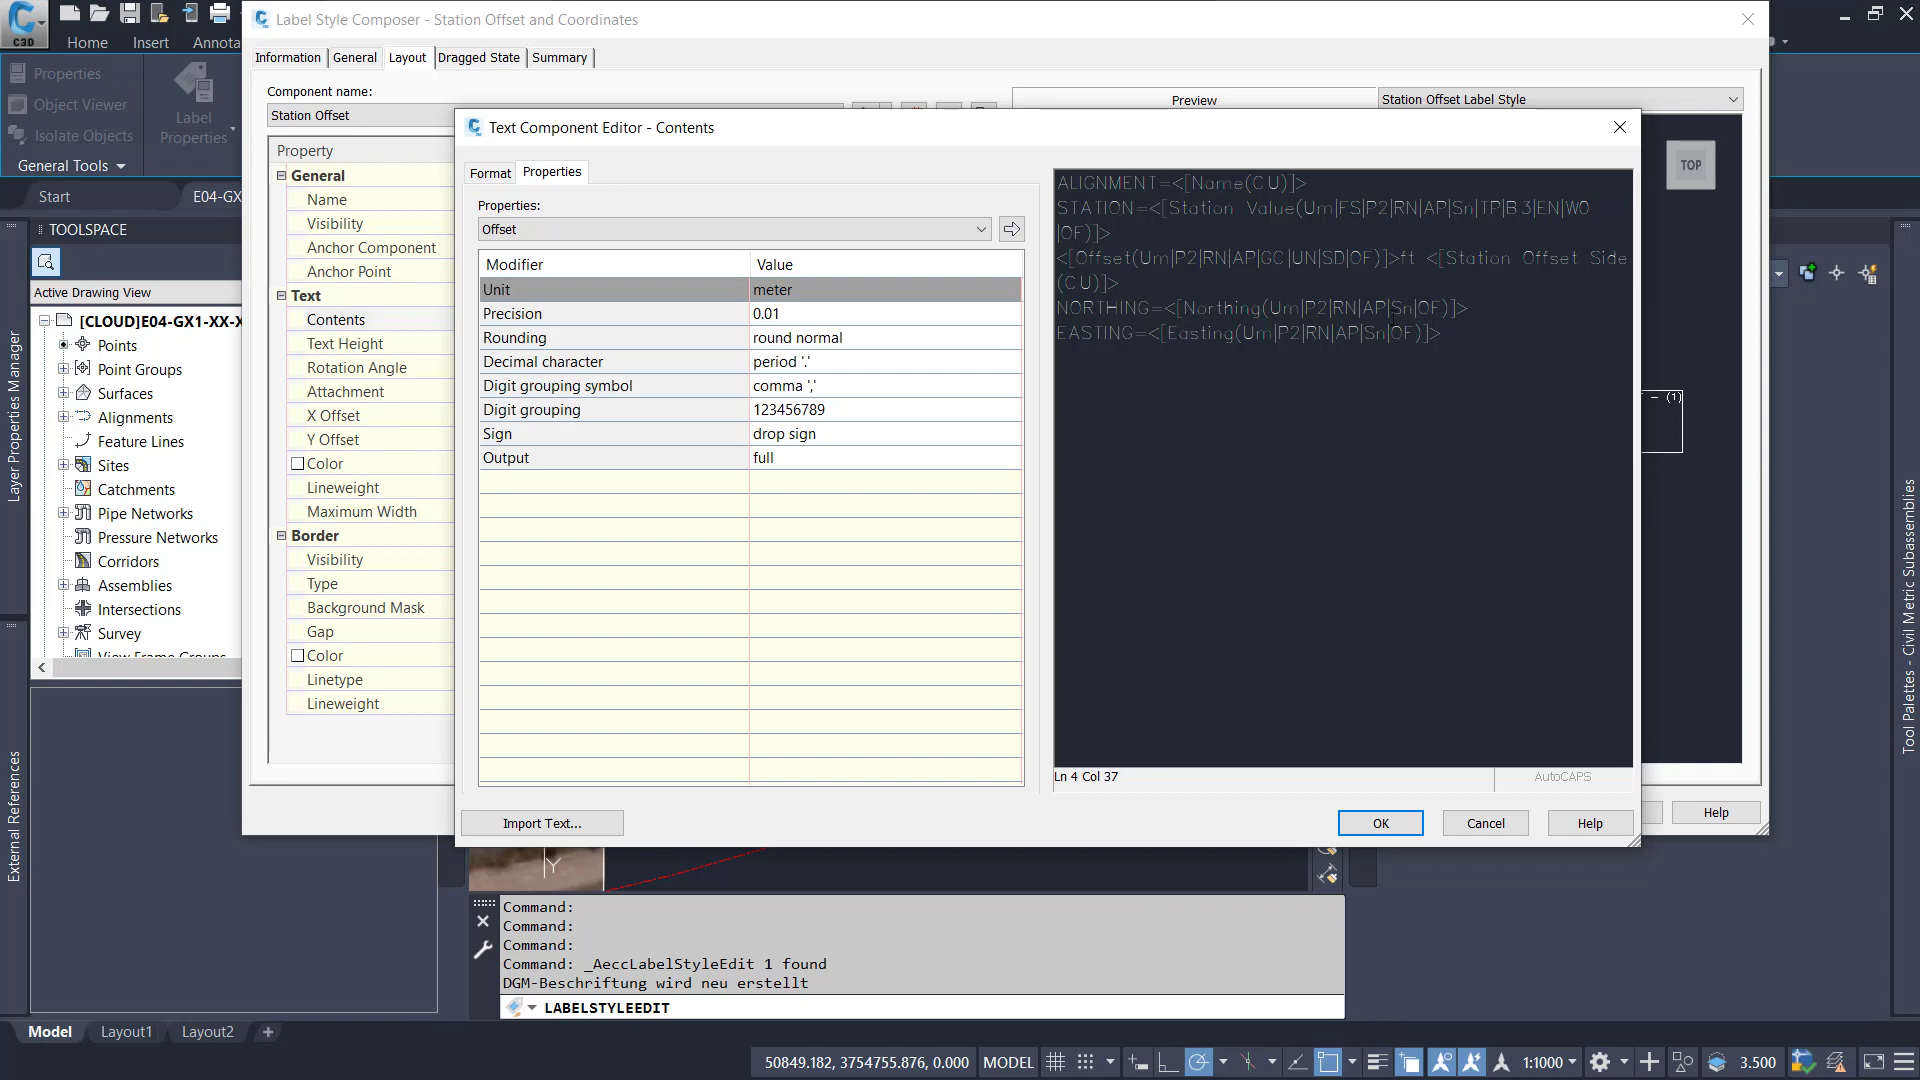 C3D
Home
Insert
Annota
Properties
Object Viewer
Isolate Objects
Label
Properties
General Tools
Start
E04-GX
TOOLSPACE
Active Drawing View
[CLOUD]E04-GX1-XX-X
Points
Point Groups
Surfaces
Alignments
Feature Lines
Sites
Catchments
Pipe Networks
Pressure Networks
Corridors
Assemblies
Intersections
Survey
View Frame Groups
Layer Properties Manager
External References
Label Style Composer - Station Offset and Coordinates
Information
General
Layout
Dragged State
Summary
Component name:
Station Offset
Preview
Station Offset Label Style
Property
General
Name
Visibility
Anchor Component
Anchor Point
Text
Contents
Text Height
Rotation Angle
Attachment
X Offset
Y Offset
Color
Lineweight
Maximum Width
Border
Visibility
Type
Background Mask
Gap
Color
Linetype
Lineweight
Text Component Editor - Contents
Format
Properties
Properties:
Offset
Modifier Value
Unit meter
Precision 0.01
Rounding round normal
Decimal character period '.'
Digit grouping symbol comma ','
Digit grouping 123456789
Sign drop sign
Output full
ALIGNMENT=<[Name(CU)]>
STATION=<[Station Value(Um|FS|P2|RN|AP|Sn|TP|B3|EN|W0
|OF)]>
<[Offset(Um|P2|RN|AP|GC|UN|SD|OF)]>ft <[Station Offset Side
(CU)]>
NORTHING=<[Northing(Um|P2|RN|AP|Sn|OF)]>
EASTING=<[Easting(Um|P2|RN|AP|Sn|OF)]>
Ln 4 Col 37
AutoCAPS
Import Text...
OK
Cancel
Help
Help
TOP
- (1)
Tool Palettes - Civil Metric Subassemblies
Y
Command:
Command:
Command:
Command: _AeccLabelStyleEdit 1 found
DGM-Beschriftung wird neu erstellt
LABELSTYLEEDIT
Model
Layout1
Layout2
+
50849.182, 3754755.876, 0.000
MODEL
1:1000
3.500